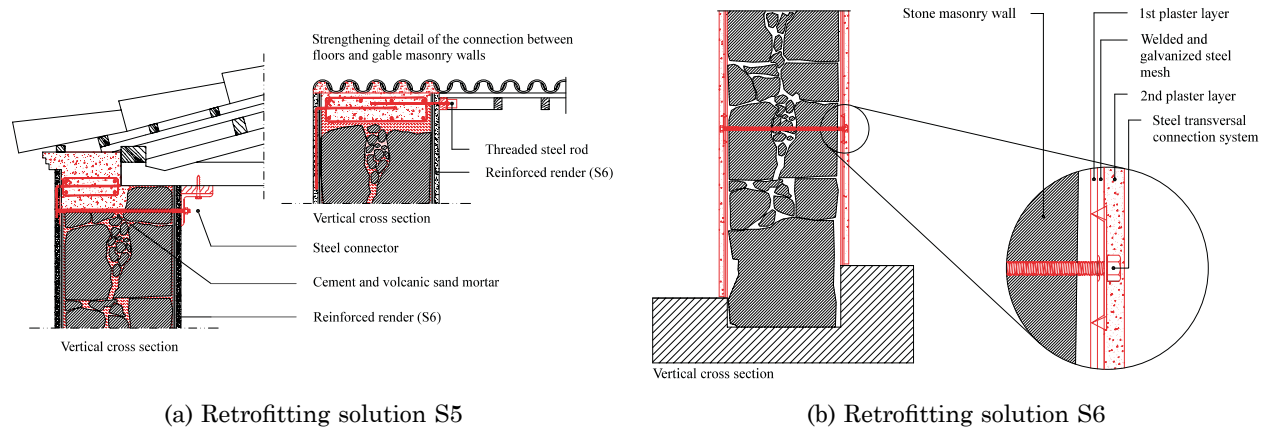 Strengthening detail of the connection between
floors and gable masonry walls
Threaded steel rod
Reinforced render (S6)
Vertical cross section
Steel connector
Cement and volcanic sand mortar
Reinforced render (S6)
Vertical cross section
(a) Retrofitting solution S5
Stone masonry wall
1st plaster layer
Welded and
galvanized steel
mesh
2nd plaster layer
Steel transversal
connection system
Vertical cross section
(b) Retrofitting solution S6